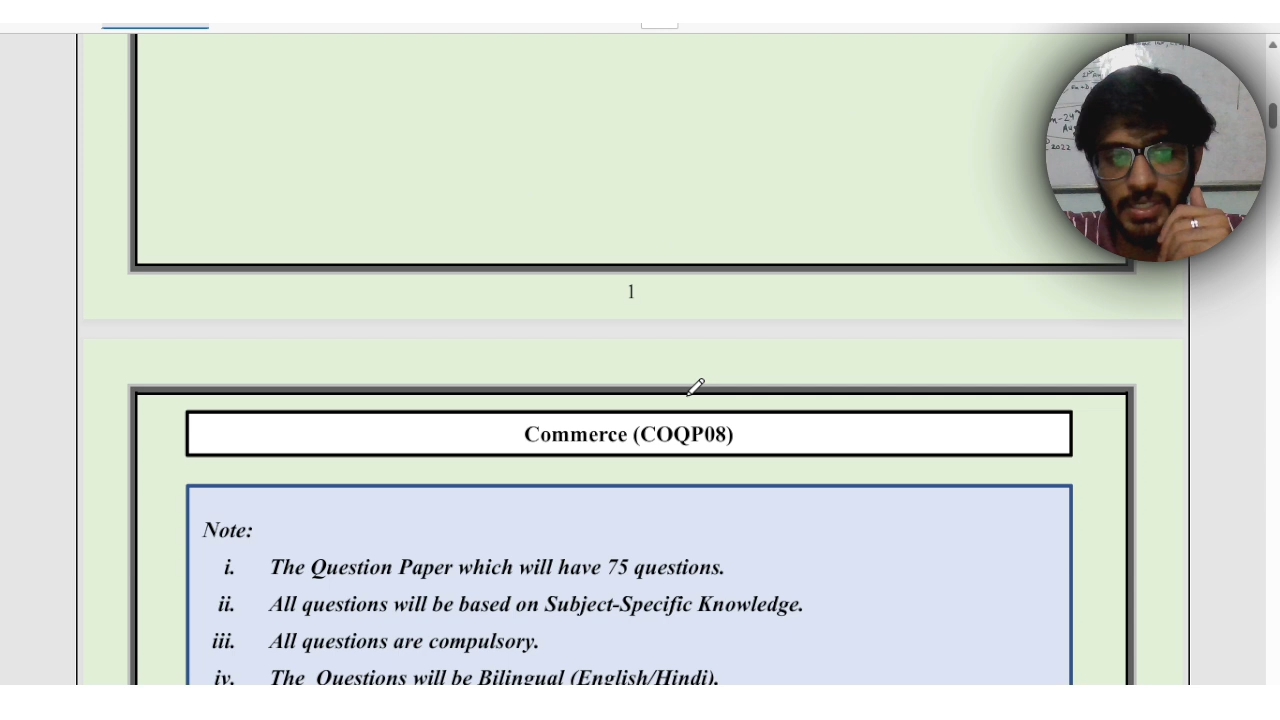 1
Commerce (COQP08)
Note:
i. The Question Paper which will have 75 questions.
ii. All questions will be based on Subject-Specific Knowledge.
iii. All questions are compulsory.
iv. The Questions will be Bilingual (English/Hindi).
2022